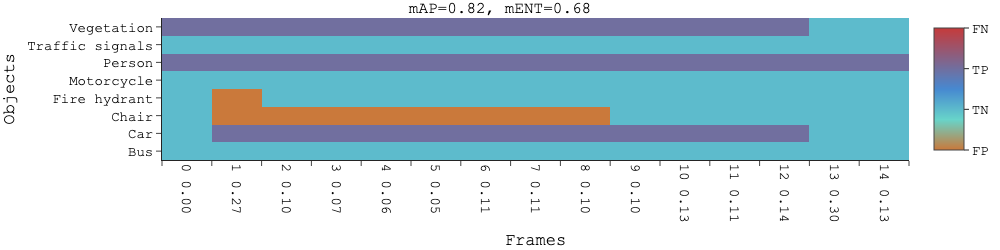 mAP=0.82, mENT=0.68
Objects
Vegetation
Traffic signals
Person
Motorcycle
Fire hydrant
Chair
Car
Bus
0 0.00
1 0.27
2 0.10
3 0.07
4 0.06
5 0.05
6 0.11
7 0.11
8 0.09
9 0.10
10 0.13
11 0.11
12 0.14
13 0.30
14 0.13
Frames
FN
TP
TN
FP